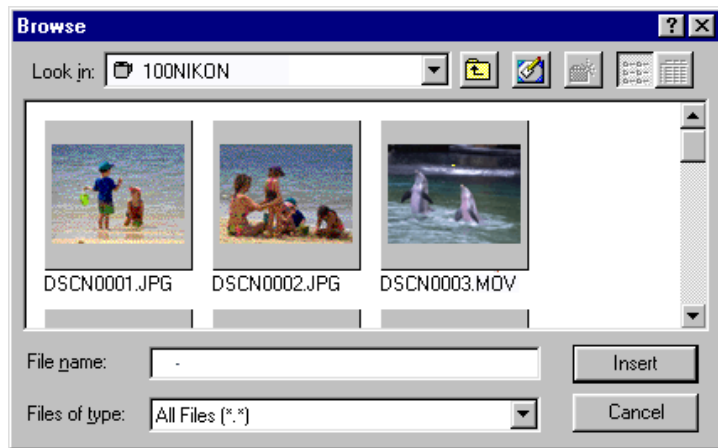 Browse
Look in: 100NIKON
DSCN0001.JPG DSCN0002.JPG DSCN0003.MOV
File name: -
Insert
Files of type: All Files (*.*)
Cancel